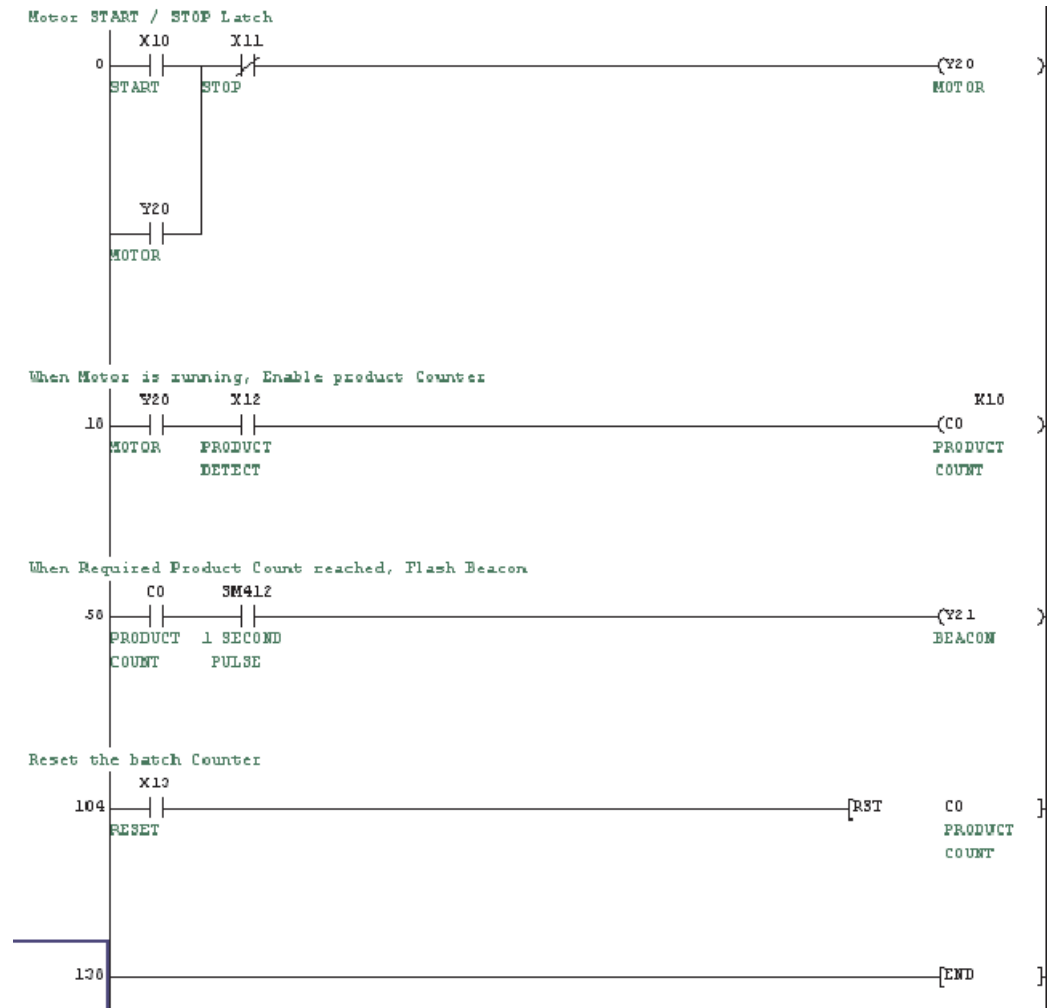 Motor START / STOP Latch
X10 X11
0 (Y20 )
START STOP MOTOR
Y20
MOTOR
When Motor is running, Enable product Counter
Y20 X12 K10
18 (C0 )
MOTOR PRODUCT PRODUCT
DETECT COUNT
When Required Product Count reached, Flash Beacon
C0 SM412
58 (Y21 )
PRODUCT 1 SECOND BEACON
COUNT PULSE
Reset the batch Counter
X13
104 [RST C0 ]
RESET PRODUCT
COUNT
[END ]